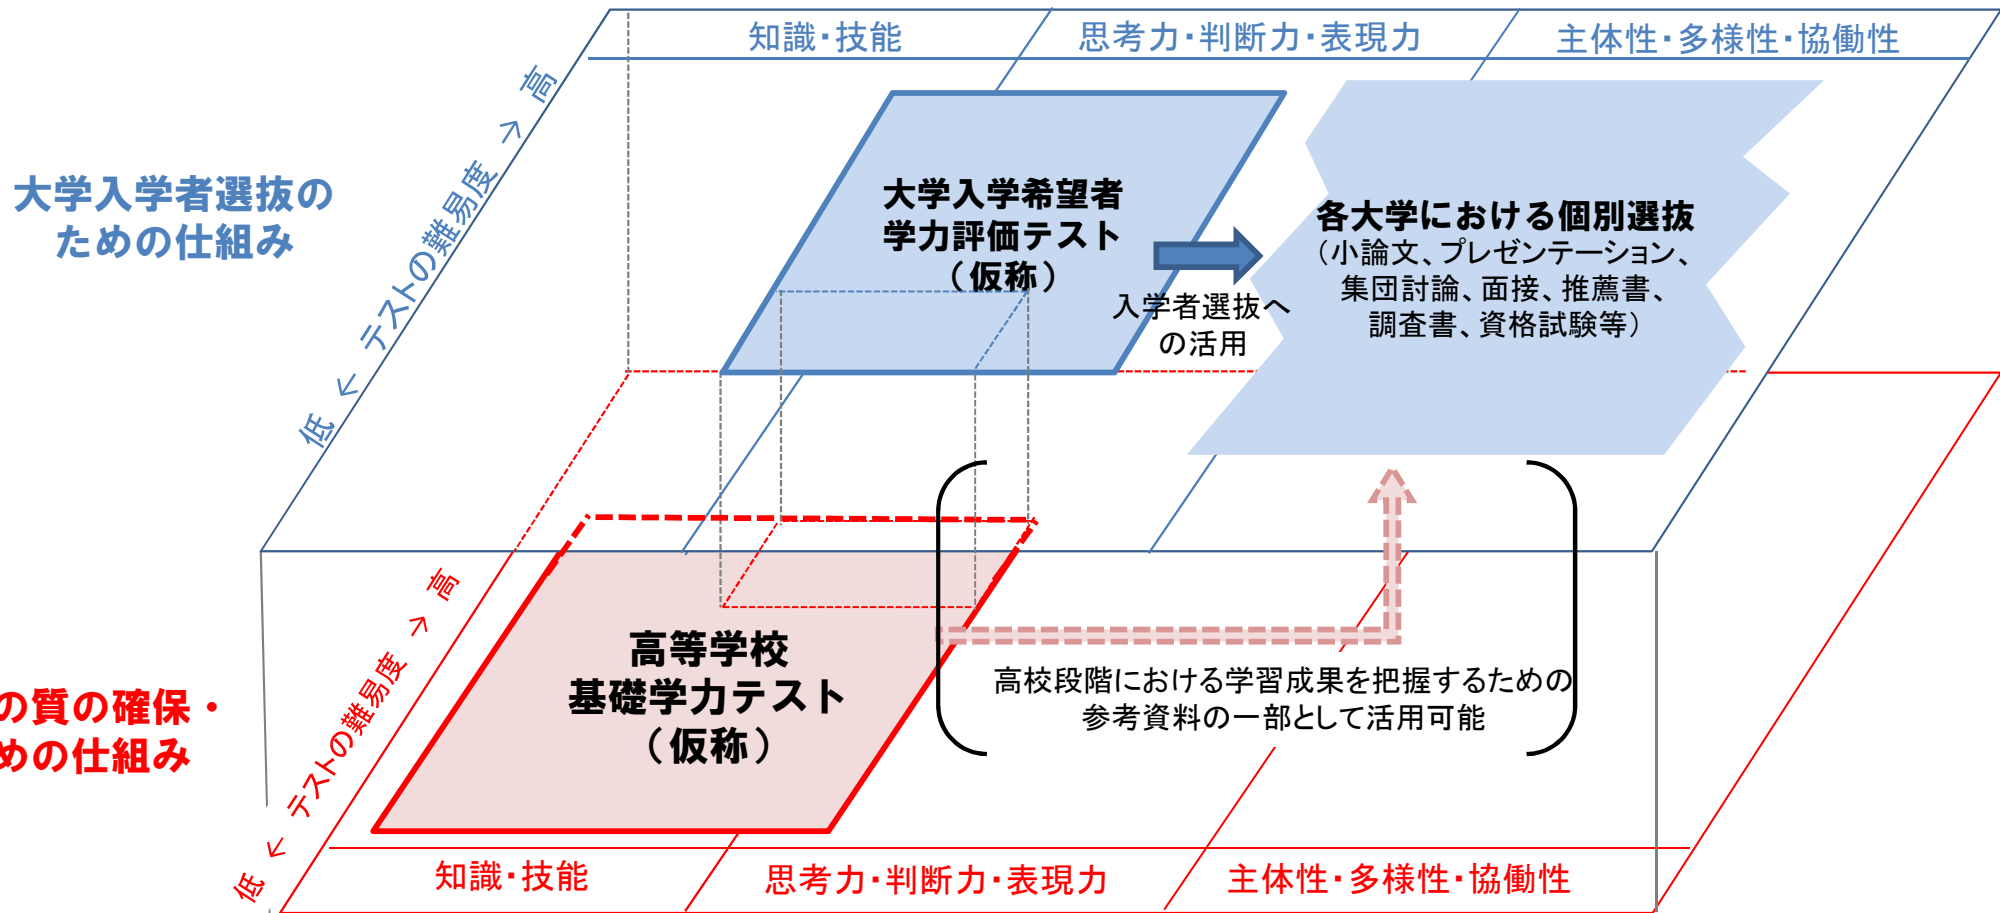 知識・技能
思考力・判断力・表現力
主体性・多様性・協働性
低 ← テストの難易度 → 高
大学入学者選抜の
ための仕組み
大学入学希望者
学力評価テスト
（仮称）
入学者選抜へ
の活用
各大学における個別選抜
（小論文、プレゼンテーション、
集団討論、面接、推薦書、
調査書、資格試験等）
の質の確保・
めの仕組み
低 ← テストの難易度 → 高
高等学校
基礎学力テスト
（仮称）
高校段階における学習成果を把握するための
参考資料の一部として活用可能
知識・技能
思考力・判断力・表現力
主体性・多様性・協働性